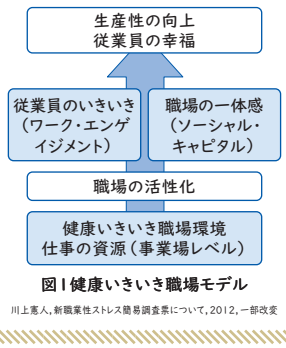 生産性の向上
従業員の幸福
従業員のいきいき
（ワーク・エンゲ
イジメント）
職場の一体感
（ソーシャル・
キャピタル）
職場の活性化
健康いきいき職場環境
仕事の資源（事業場レベル）
図1健康いきいき職場モデル
川上憲人,新職業性ストレス簡易調査票について,2012,一部改変